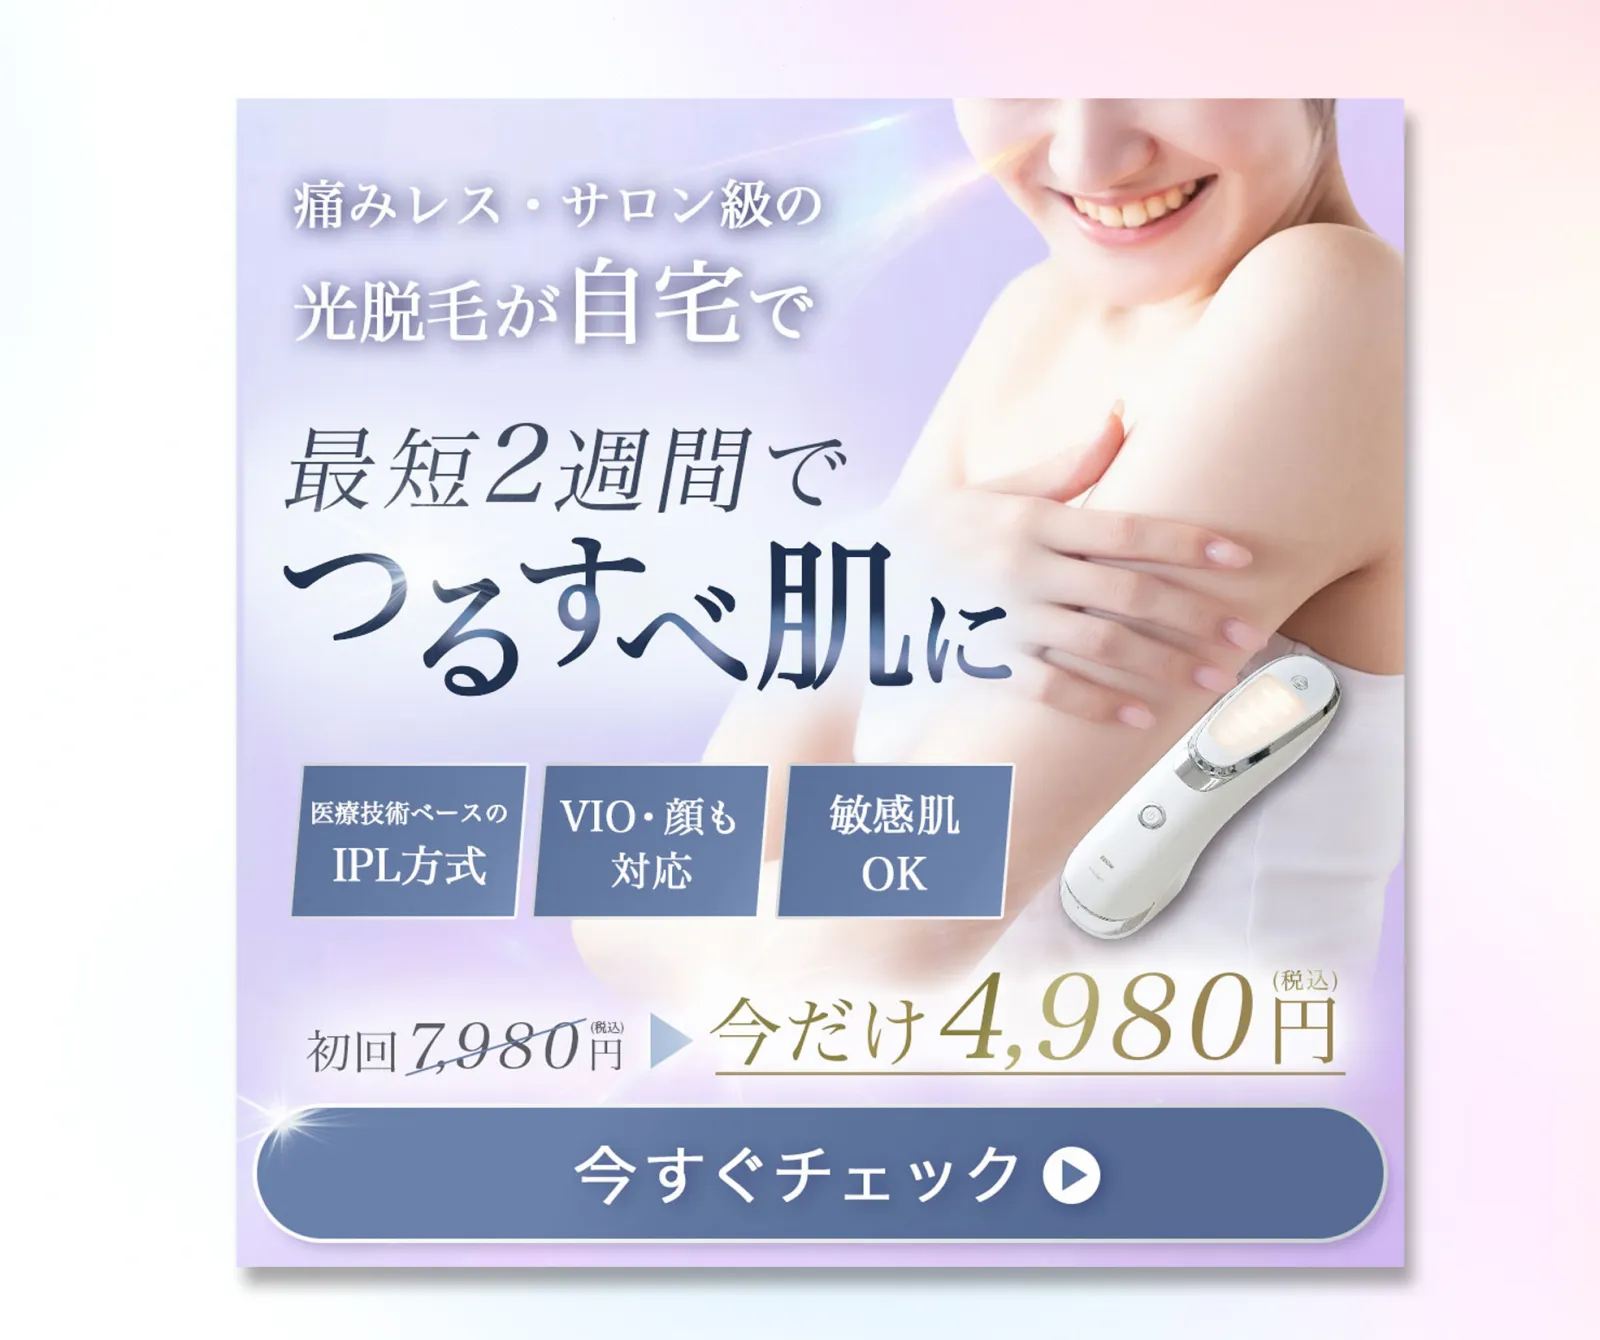 痛みレス・サロン級の
光脱毛が自宅で
最短2週間で
つるすべ肌に
医療技術ベースの
IPL方式
VIO・顔も
対応
敏感肌
OK
初回7,980円(税込)
今だけ4,980円(税込)
今すぐチェック